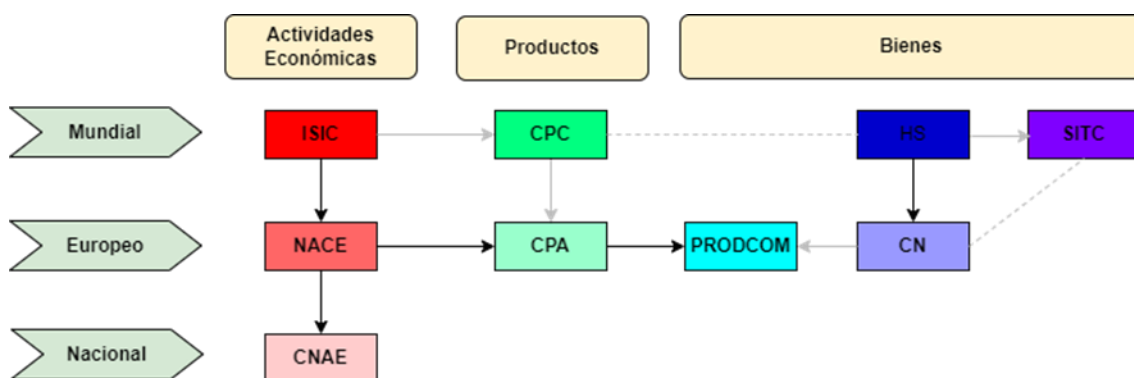 Actividades
Económicas
Productos
Bienes
Mundial
ISIC
CPC
HS
SITC
Europeo
NACE
CPA
PRODCOM
CN
Nacional
CNAE